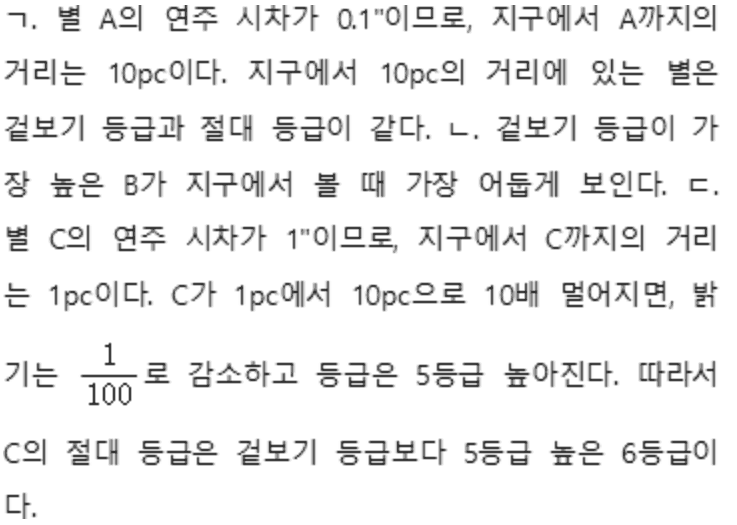 ㄱ. 별 A의 연주 시차가 0.1"이므로, 지구에서 A까지의
거리는 10pc이다. 지구에서 10pc의 거리에 있는 별은
겉보기 등급과 절대 등급이 같다. ㄴ. 겉보기 등급이 가
장 높은 B가 지구에서 볼 때 가장 어둡게 보인다. ㄷ.
별 C의 연주 시차가 1"이므로, 지구에서 C까지의 거리
는 1pc이다. C가 1pc에서 10pc으로 10배 멀어지면, 밝
기는 1/100로 감소하고 등급은 5등급 높아진다. 따라서
C의 절대 등급은 겉보기 등급보다 5등급 높은 6등급이
다.